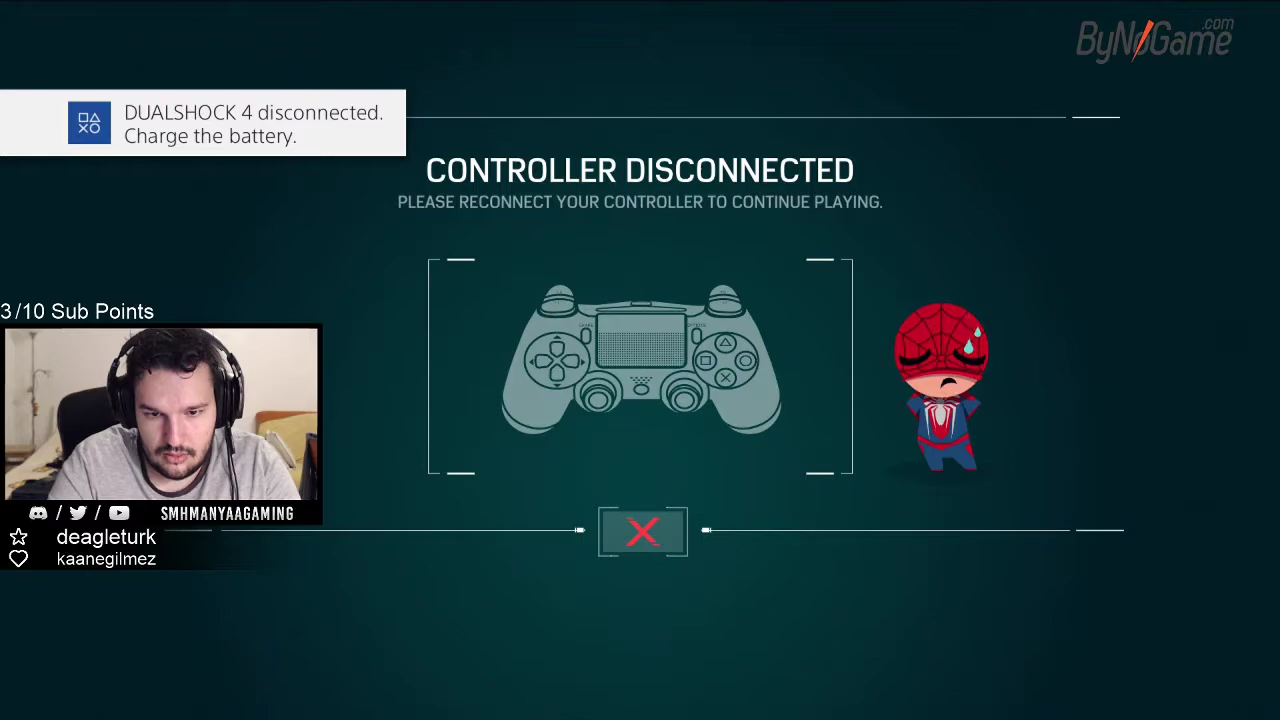 ByNoGame
.com
DUALSHOCK 4 disconnected.
Charge the battery.
CONTROLLER DISCONNECTED
PLEASE RECONNECT YOUR CONTROLLER TO CONTINUE PLAYING.
3/10 Sub Points
/ / SMHMANYAAGAMING
deagleturk
kaanegilmez